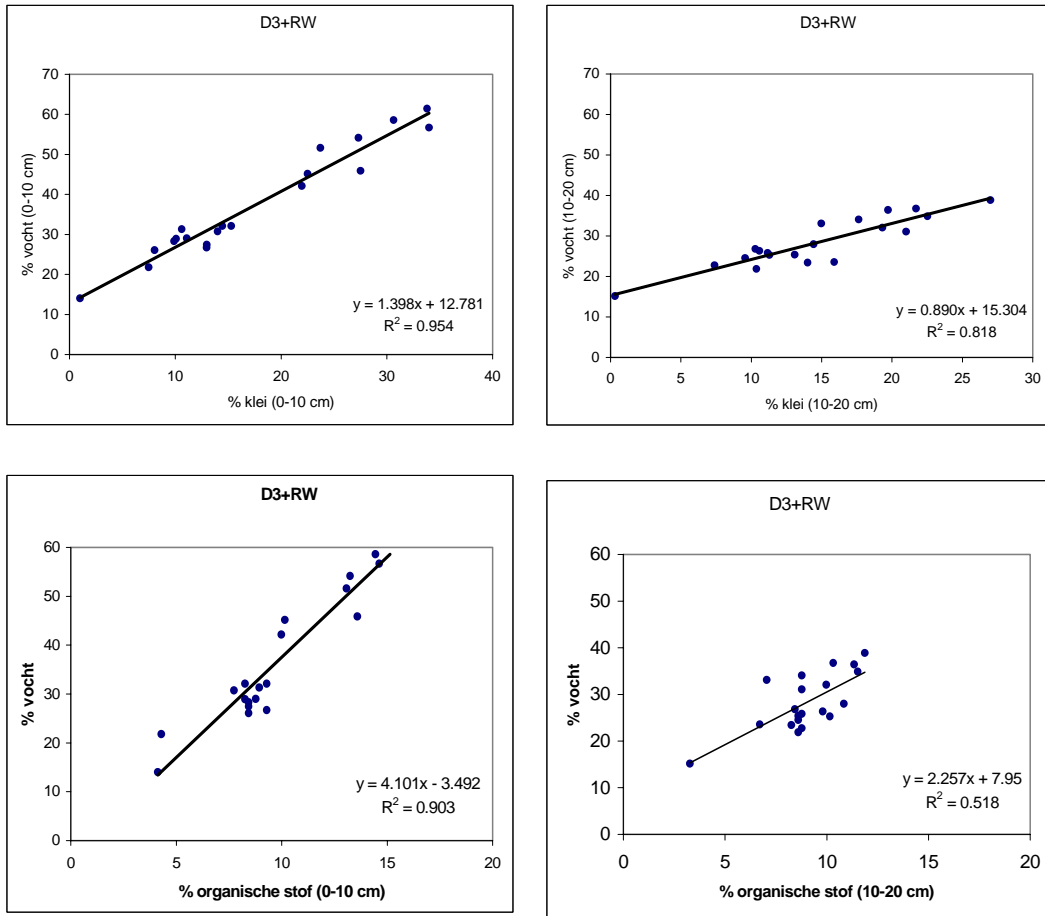 D3+RW
70
60
50
40
30
20
10
0
% vocht (0-10 cm)
y = 1.398x + 12.781
R² = 0.954
0 10 20 30 40
% klei (0-10 cm)
D3+RW
70
60
50
40
30
20
10
0
% vocht (10-20 cm)
y = 0.890x + 15.304
R² = 0.818
0 5 10 15 20 25 30
% klei (10-20 cm)
D3+RW
60
50
40
30
20
10
0
% vocht
y = 4.101x - 3.492
R² = 0.903
0 5 10 15 20
% organische stof (0-10 cm)
D3+RW
60
50
40
30
20
10
0
% vocht
y = 2.257x + 7.95
R² = 0.518
0 5 10 15 20
% organische stof (10-20 cm)